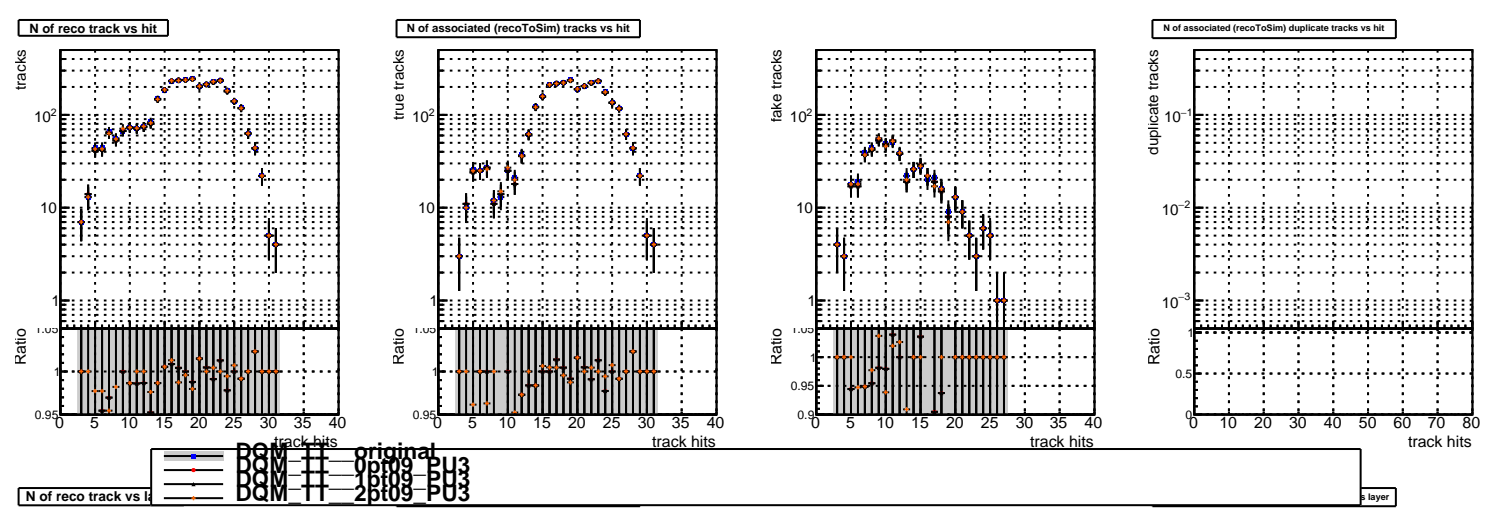 N of reco track vs hit
N of associated (recoToSim) tracks vs hit
N of associated (recoToSim) duplicate tracks vs hit
tracks
10²
10
1
Ratio
1.05
1
0.95
0 5 10 15 20 25 30 35 40
track hits
true tracks
10²
10
1
Ratio
1.05
1
0.95
0 5 10 15 20 25 30 35 40
track hits
fake tracks
10²
10
1
Ratio
1
0.95
0.9
0 5 10 15 20 25 30 35 40
track hits
duplicate tracks
10⁻¹
10⁻²
10⁻³
Ratio
1
0.5
0
0 10 20 30 40 50 60 70 80
track hits
DQM_TT__original
DQM_TT__0pt09_PU3
DQM_TT__1pt09_PU3
DQM_TT__2pt09_PU3
N of reco track vs la
s layer